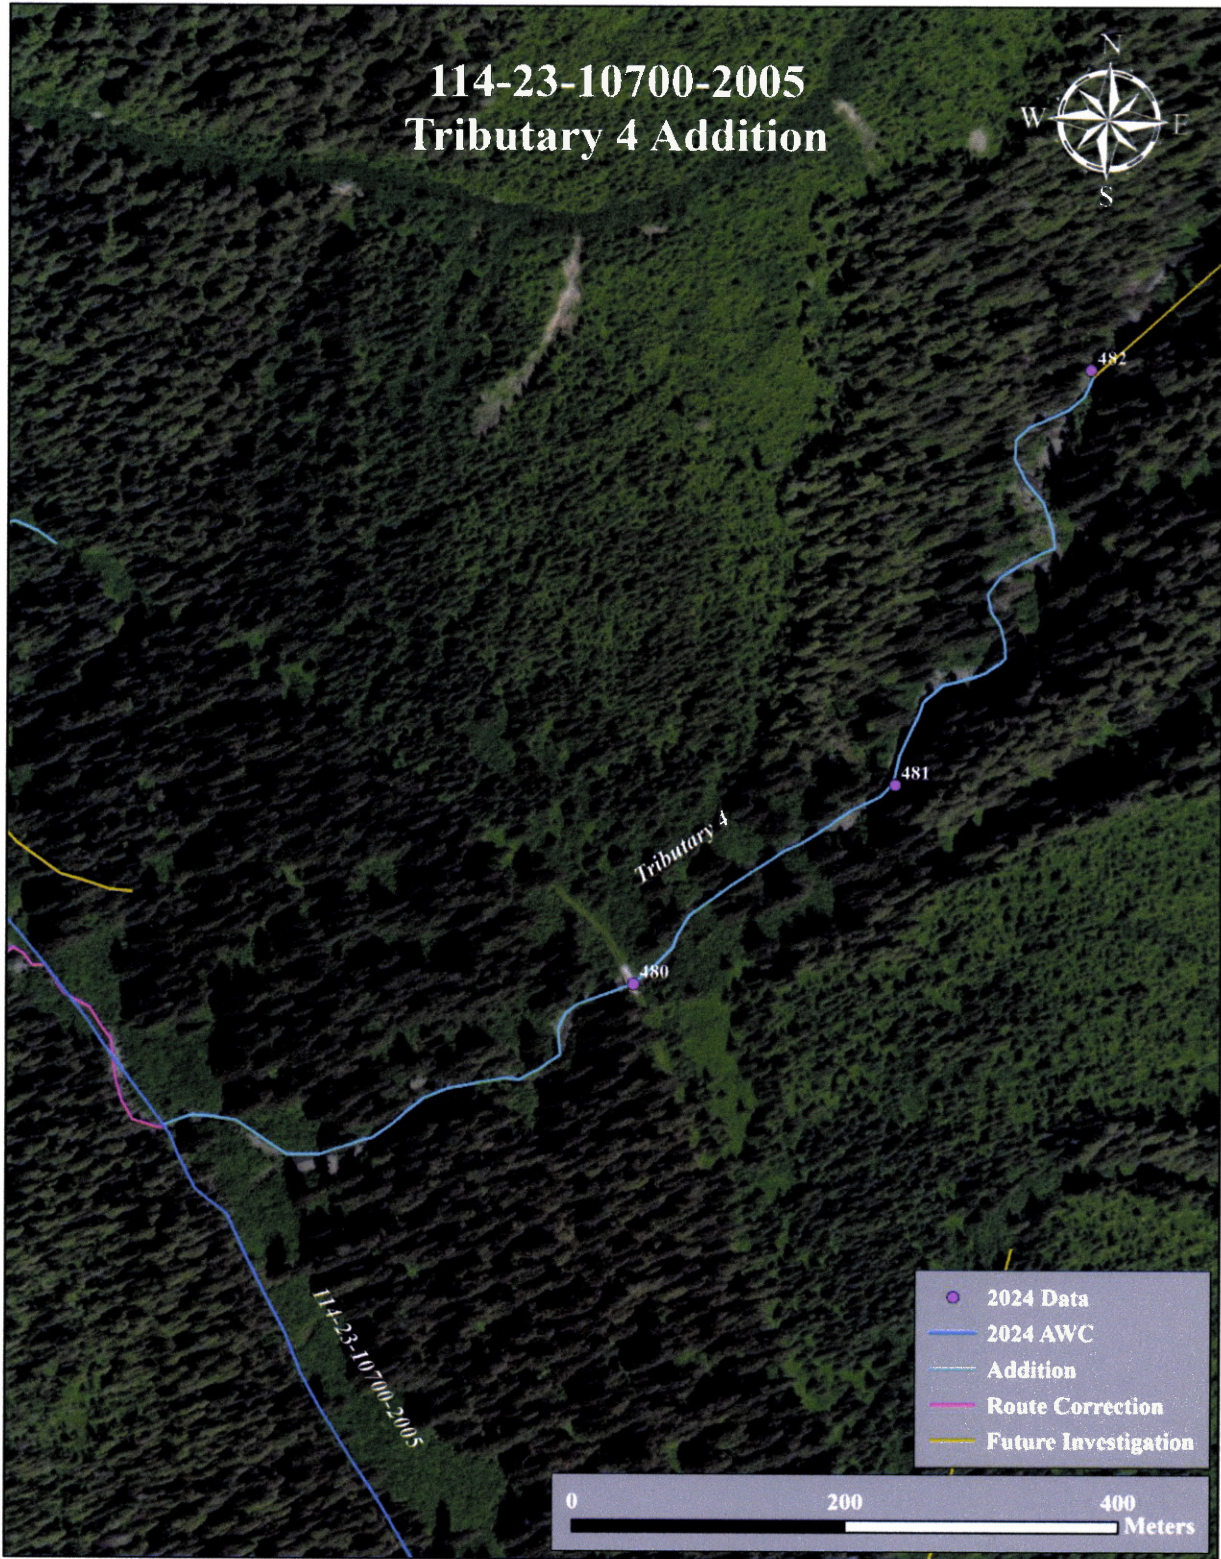 114-23-10700-2005
Tributary 4 Addition
N
W E
S
482
481
Tributary 4
480
114-23-10700-2005
2024 Data
2024 AWC
Addition
Route Correction
Future Investigation
0 200 400
Meters